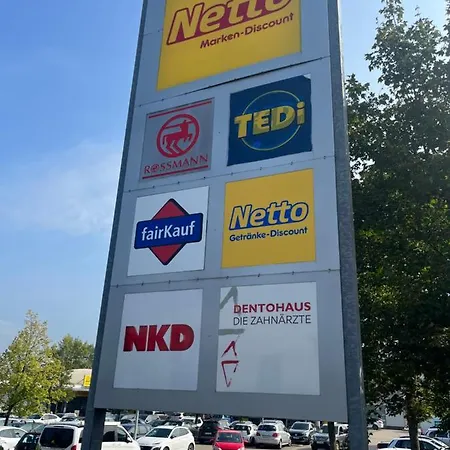 Netto
Marken-Discount
ROSSMANN
TEDi
fairKauf
Netto
Getränke-Discount
NKD
DENTOHAUS
DIE ZAHNÄRZTE